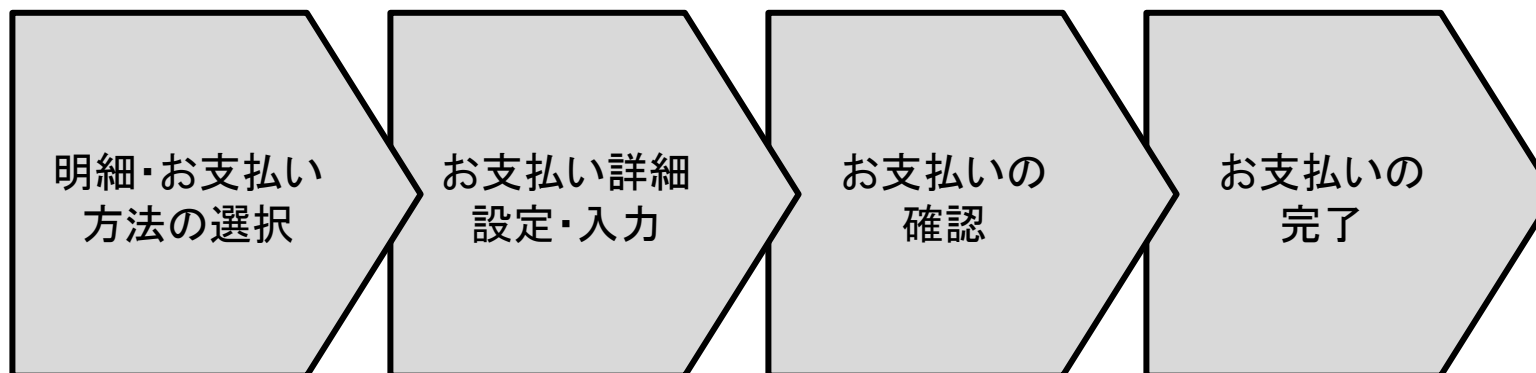 明細・お支払い
方法の選択
お支払い詳細
設定・入力
お支払いの
確認
お支払いの
完了